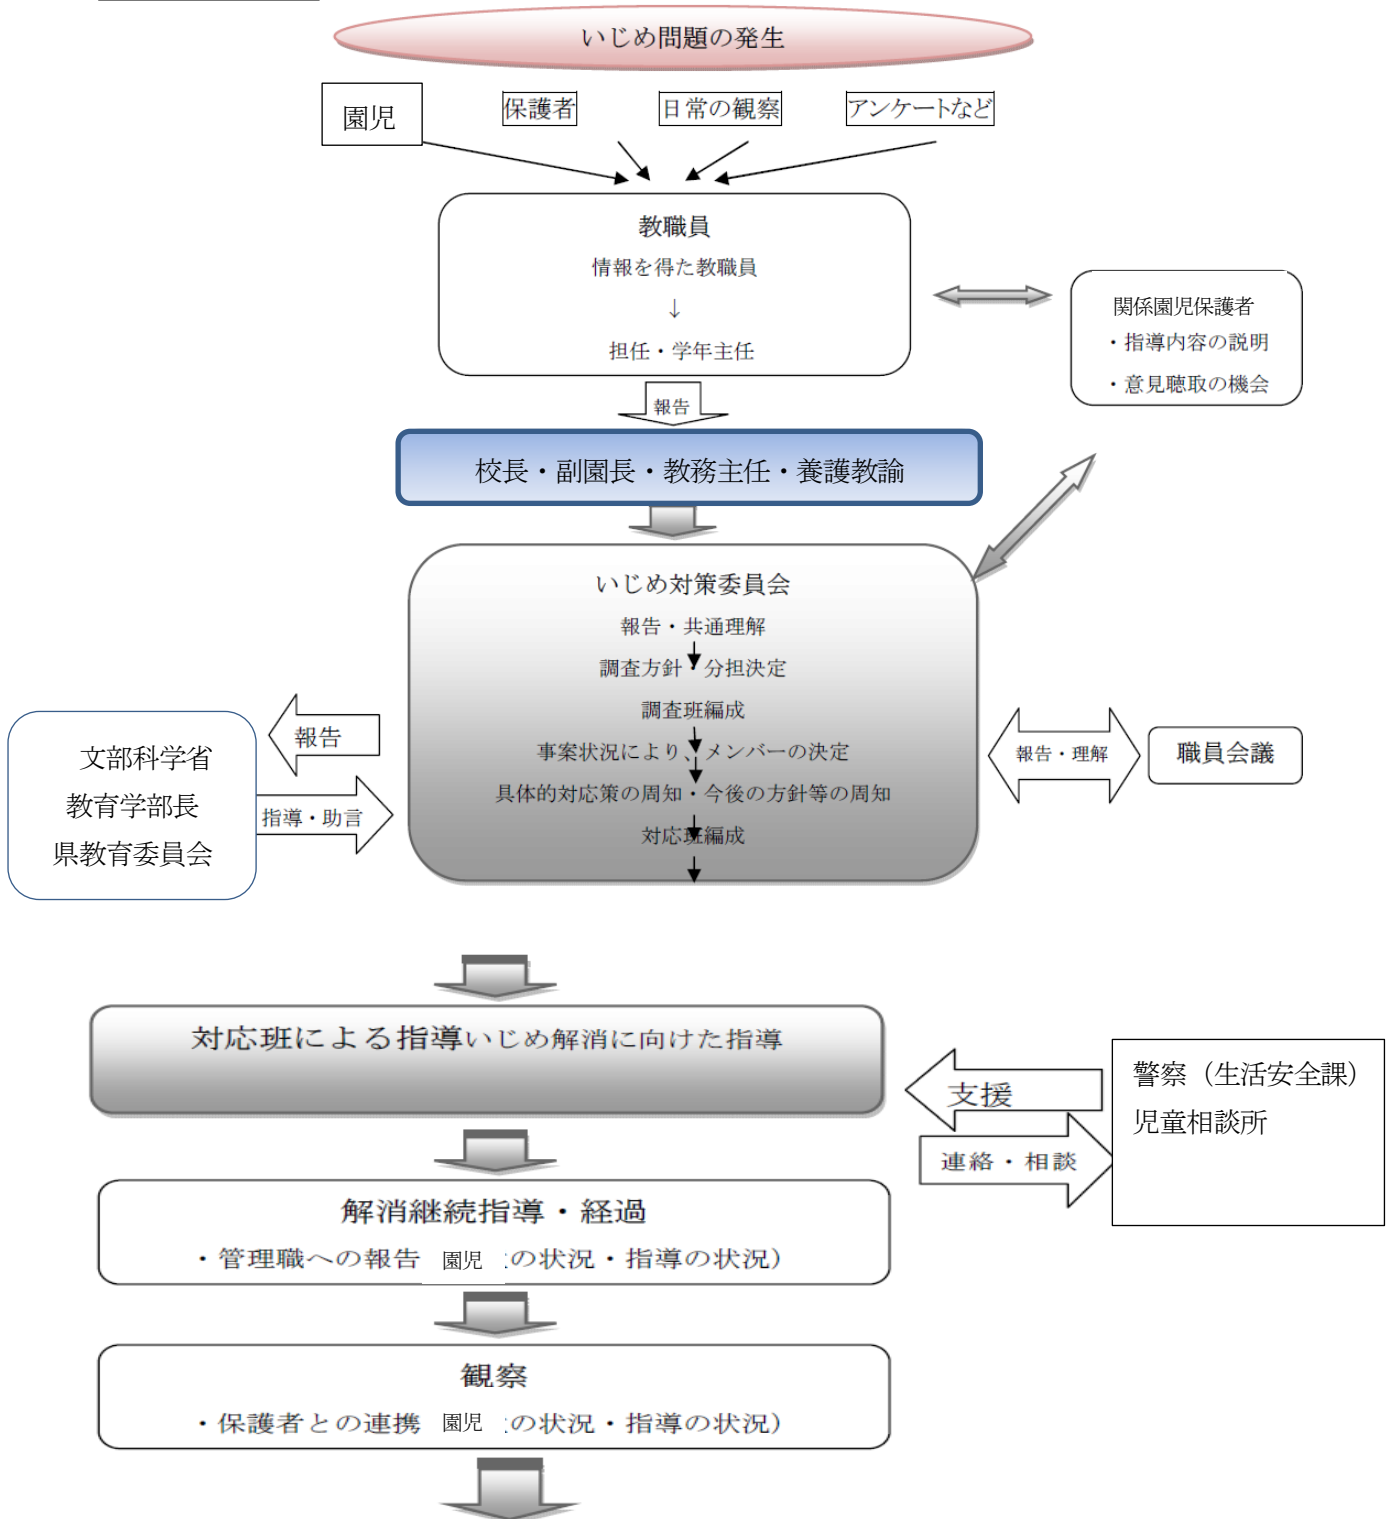 いじめ問題の発生
園児
保護者
日常の観察
アンケートなど
教職員
情報を得た教職員
↓
担任・学年主任
関係園児保護者
・指導内容の説明
・意見聴取の機会
報告
校長・副園長・教務主任・養護教諭
いじめ対策委員会
報告・共通理解
調査方針・分担決定
調査班編成
事案状況により、メンバーの決定
具体的対応策の周知・今後の方針等の周知
対応班編成
報告
指導・助言
文部科学省
教育学部長
県教育委員会
報告・理解
職員会議
対応班による指導いじめ解消に向けた指導
支援
連絡・相談
警察（生活安全課）
児童相談所
解消継続指導・経過
・管理職への報告 園児 の状況・指導の状況）
観察
・保護者との連携 園児 の状況・指導の状況）